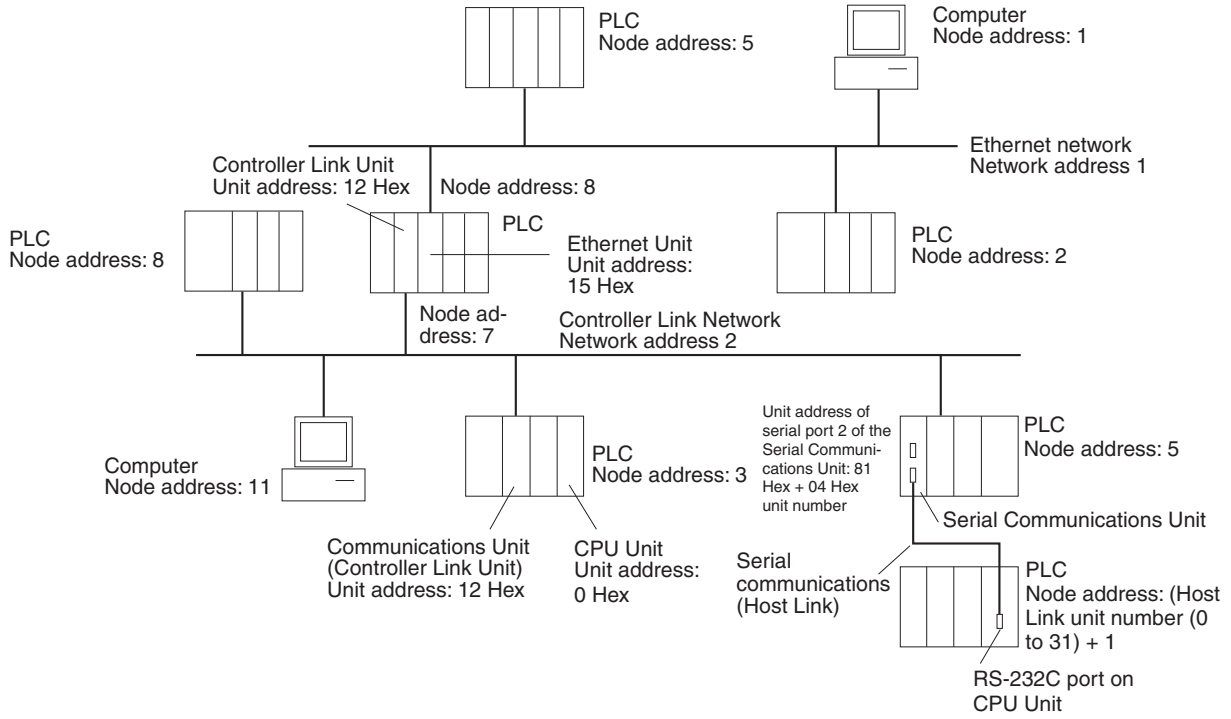 PLC
Node address: 5
Computer
Node address: 1
Ethernet network
Network address 1
Controller Link Unit
Unit address: 12 Hex
Node address: 8
PLC
PLC
Node address: 8
Ethernet Unit
Unit address:
15 Hex
PLC
Node address: 2
Node ad-
dress: 7
Controller Link Network
Network address 2
Computer
Node address: 11
PLC
Node address: 3
Unit address of
serial port 2 of the
Serial Communi-
cations Unit: 81
Hex + 04 Hex
unit number
PLC
Node address: 5
Serial Communications Unit
Communications Unit
(Controller Link Unit)
Unit address: 12 Hex
CPU Unit
Unit address:
0 Hex
Serial
communications
(Host Link)
PLC
Node address: (Host
Link unit number (0
to 31) + 1
RS-232C port on
CPU Unit